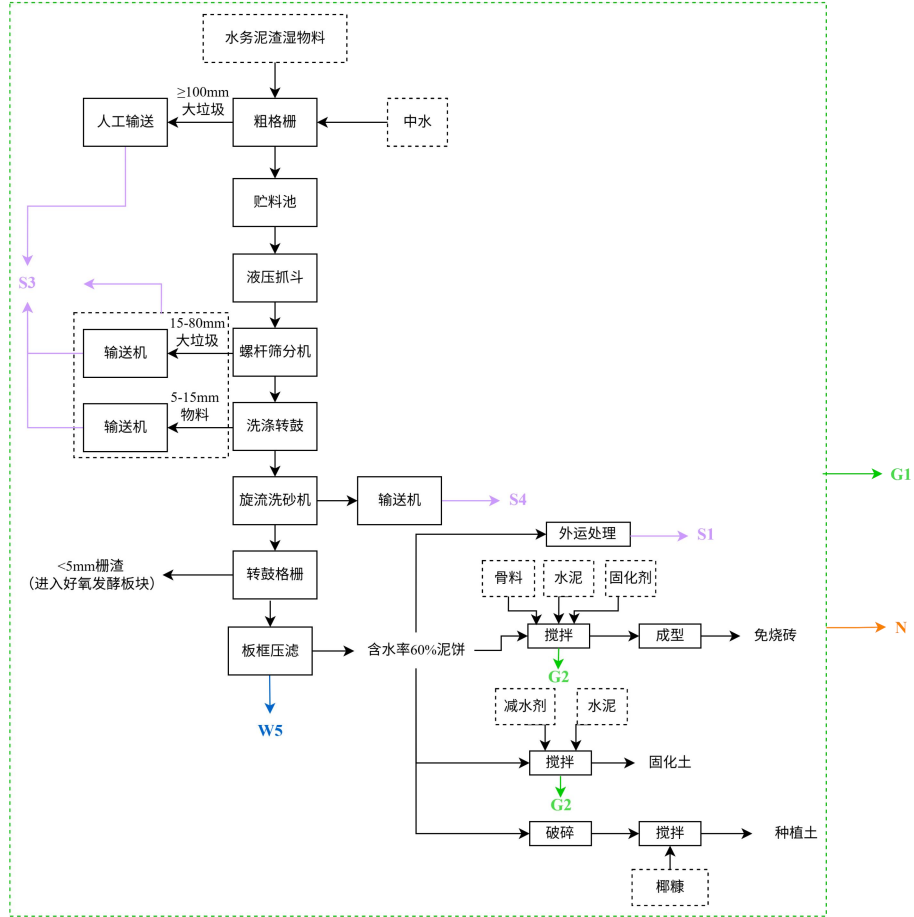 水务泥渣湿物料
≥100mm
大垃圾
人工输送
粗格栅
中水
贮料池
液压抓斗
S3
15-80mm
大垃圾
输送机
螺杆筛分机
5-15mm
物料
输送机
洗涤转鼓
G1
旋流洗砂机
输送机
S4
外运处理
S1
<5mm栅渣
（进入好氧发酵板块）
转鼓格栅
骨料
水泥
固化剂
N
板框压滤
含水率60%泥饼
搅拌
成型
免烧砖
G2
W5
减水剂
水泥
搅拌
固化土
G2
破碎
搅拌
种植土
椰糠